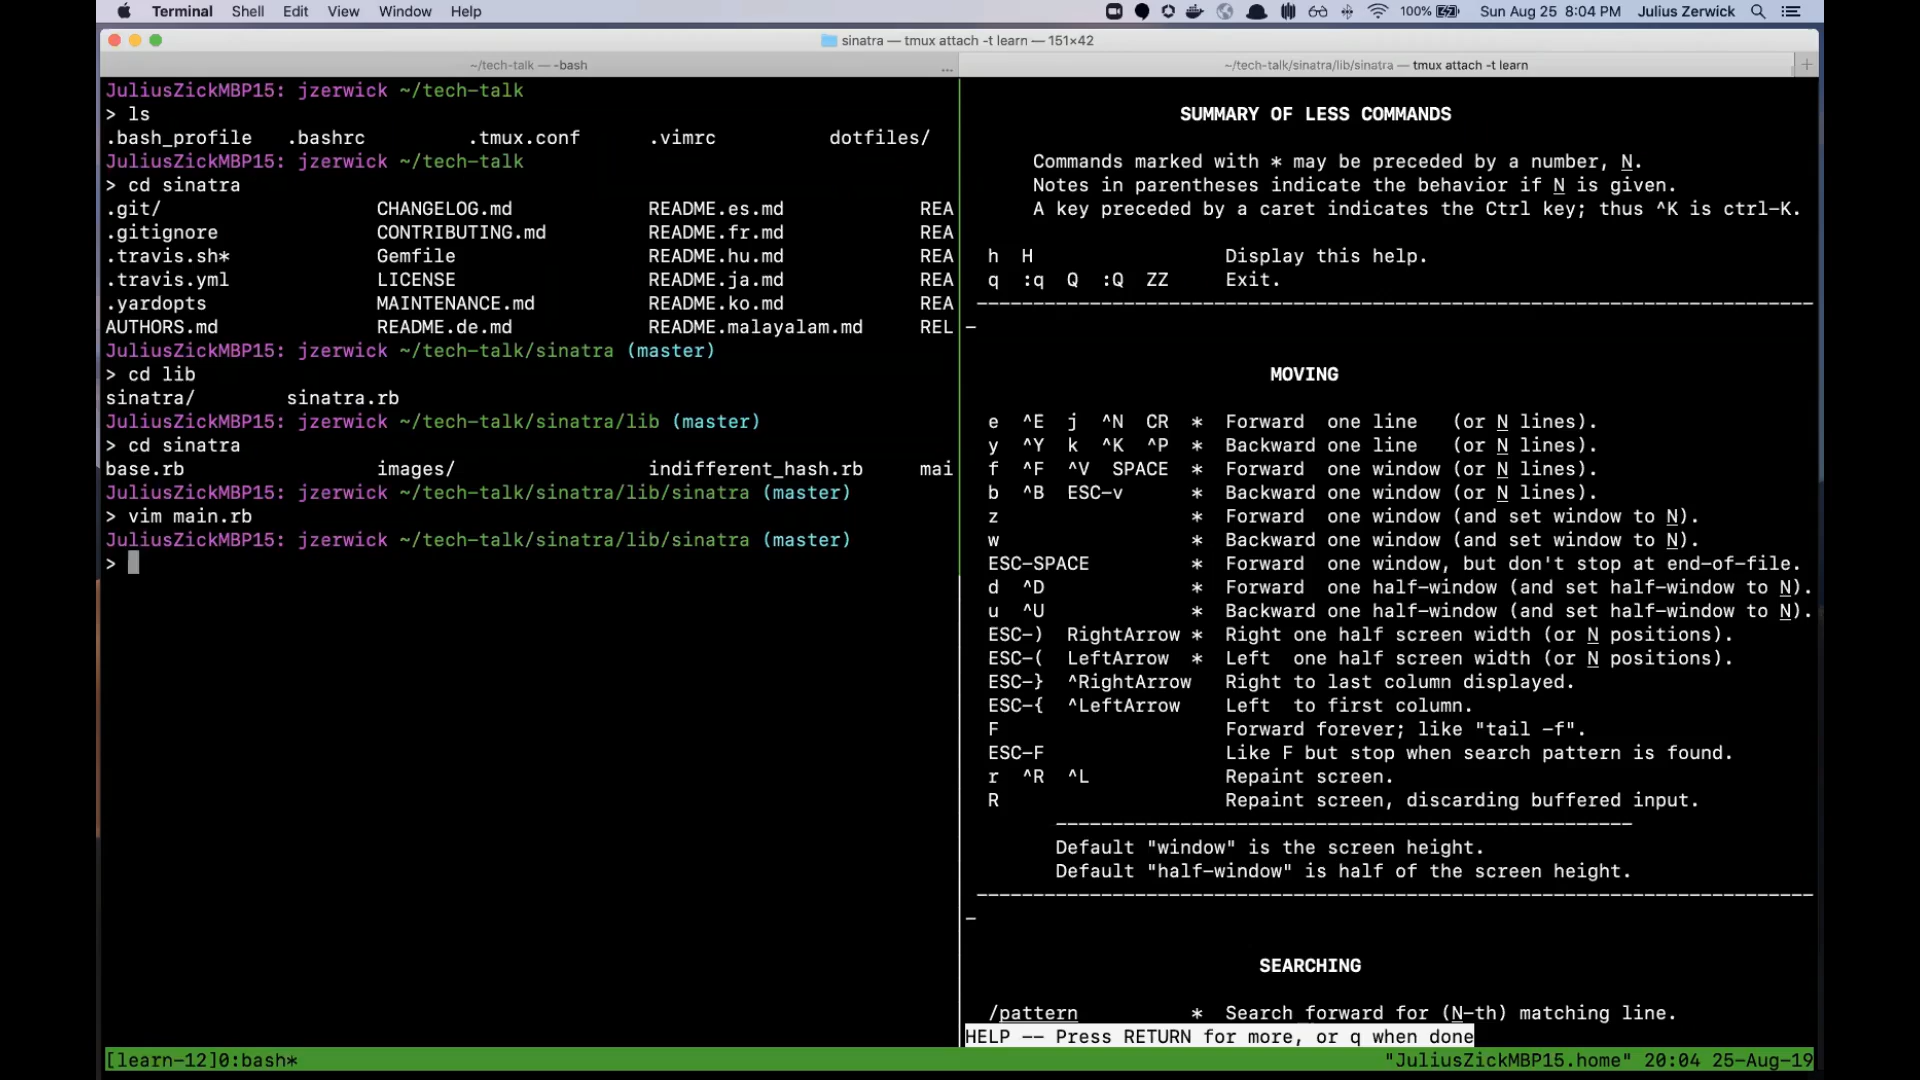 Terminal Shell Edit View Window Help 100% Sun Aug 25 8:04 PM Julius Zerwick
sinatra — tmux attach -t learn — 151×42
~/tech-talk — -bash ... ~/tech-talk/sinatra/lib/sinatra — tmux attach -t learn +
JuliusZickMBP15: jzerwick ~/tech-talk
> ls
.bash_profile .bashrc .tmux.conf .vimrc dotfiles/
JuliusZickMBP15: jzerwick ~/tech-talk
> cd sinatra
.git/ CHANGELOG.md README.es.md REA
.gitignore CONTRIBUTING.md README.fr.md REA
.travis.sh* Gemfile README.hu.md REA
.travis.yml LICENSE README.ja.md REA
.yardopts MAINTENANCE.md README.ko.md REA
AUTHORS.md README.de.md README.malayalam.md REL
JuliusZickMBP15: jzerwick ~/tech-talk/sinatra (master)
> cd lib
sinatra/ sinatra.rb
JuliusZickMBP15: jzerwick ~/tech-talk/sinatra/lib (master)
> cd sinatra
base.rb images/ indifferent_hash.rb mai
JuliusZickMBP15: jzerwick ~/tech-talk/sinatra/lib/sinatra (master)
> vim main.rb
JuliusZickMBP15: jzerwick ~/tech-talk/sinatra/lib/sinatra (master)
>
SUMMARY OF LESS COMMANDS
Commands marked with * may be preceded by a number, N.
Notes in parentheses indicate the behavior if N is given.
A key preceded by a caret indicates the Ctrl key; thus ^K is ctrl-K.
h H Display this help.
q :q Q :Q ZZ Exit.
MOVING
e ^E j ^N CR * Forward one line (or N lines).
y ^Y k ^K ^P * Backward one line (or N lines).
f ^F ^V SPACE * Forward one window (or N lines).
b ^B ESC-v * Backward one window (or N lines).
z * Forward one window (and set window to N).
w * Backward one window (and set window to N).
ESC-SPACE * Forward one window, but don't stop at end-of-file.
d ^D * Forward one half-window (and set half-window to N).
u ^U * Backward one half-window (and set half-window to N).
ESC-) RightArrow * Right one half screen width (or N positions).
ESC-( LeftArrow * Left one half screen width (or N positions).
ESC-} ^RightArrow Right to last column displayed.
ESC-{ ^LeftArrow Left to first column.
F Forward forever; like "tail -f".
ESC-F Like F but stop when search pattern is found.
r ^R ^L Repaint screen.
R Repaint screen, discarding buffered input.
Default "window" is the screen height.
Default "half-window" is half of the screen height.
SEARCHING
/pattern * Search forward for (N-th) matching line.
HELP -- Press RETURN for more, or q when done
[learn-12]0:bash* "JuliusZickMBP15.home" 20:04 25-Aug-19